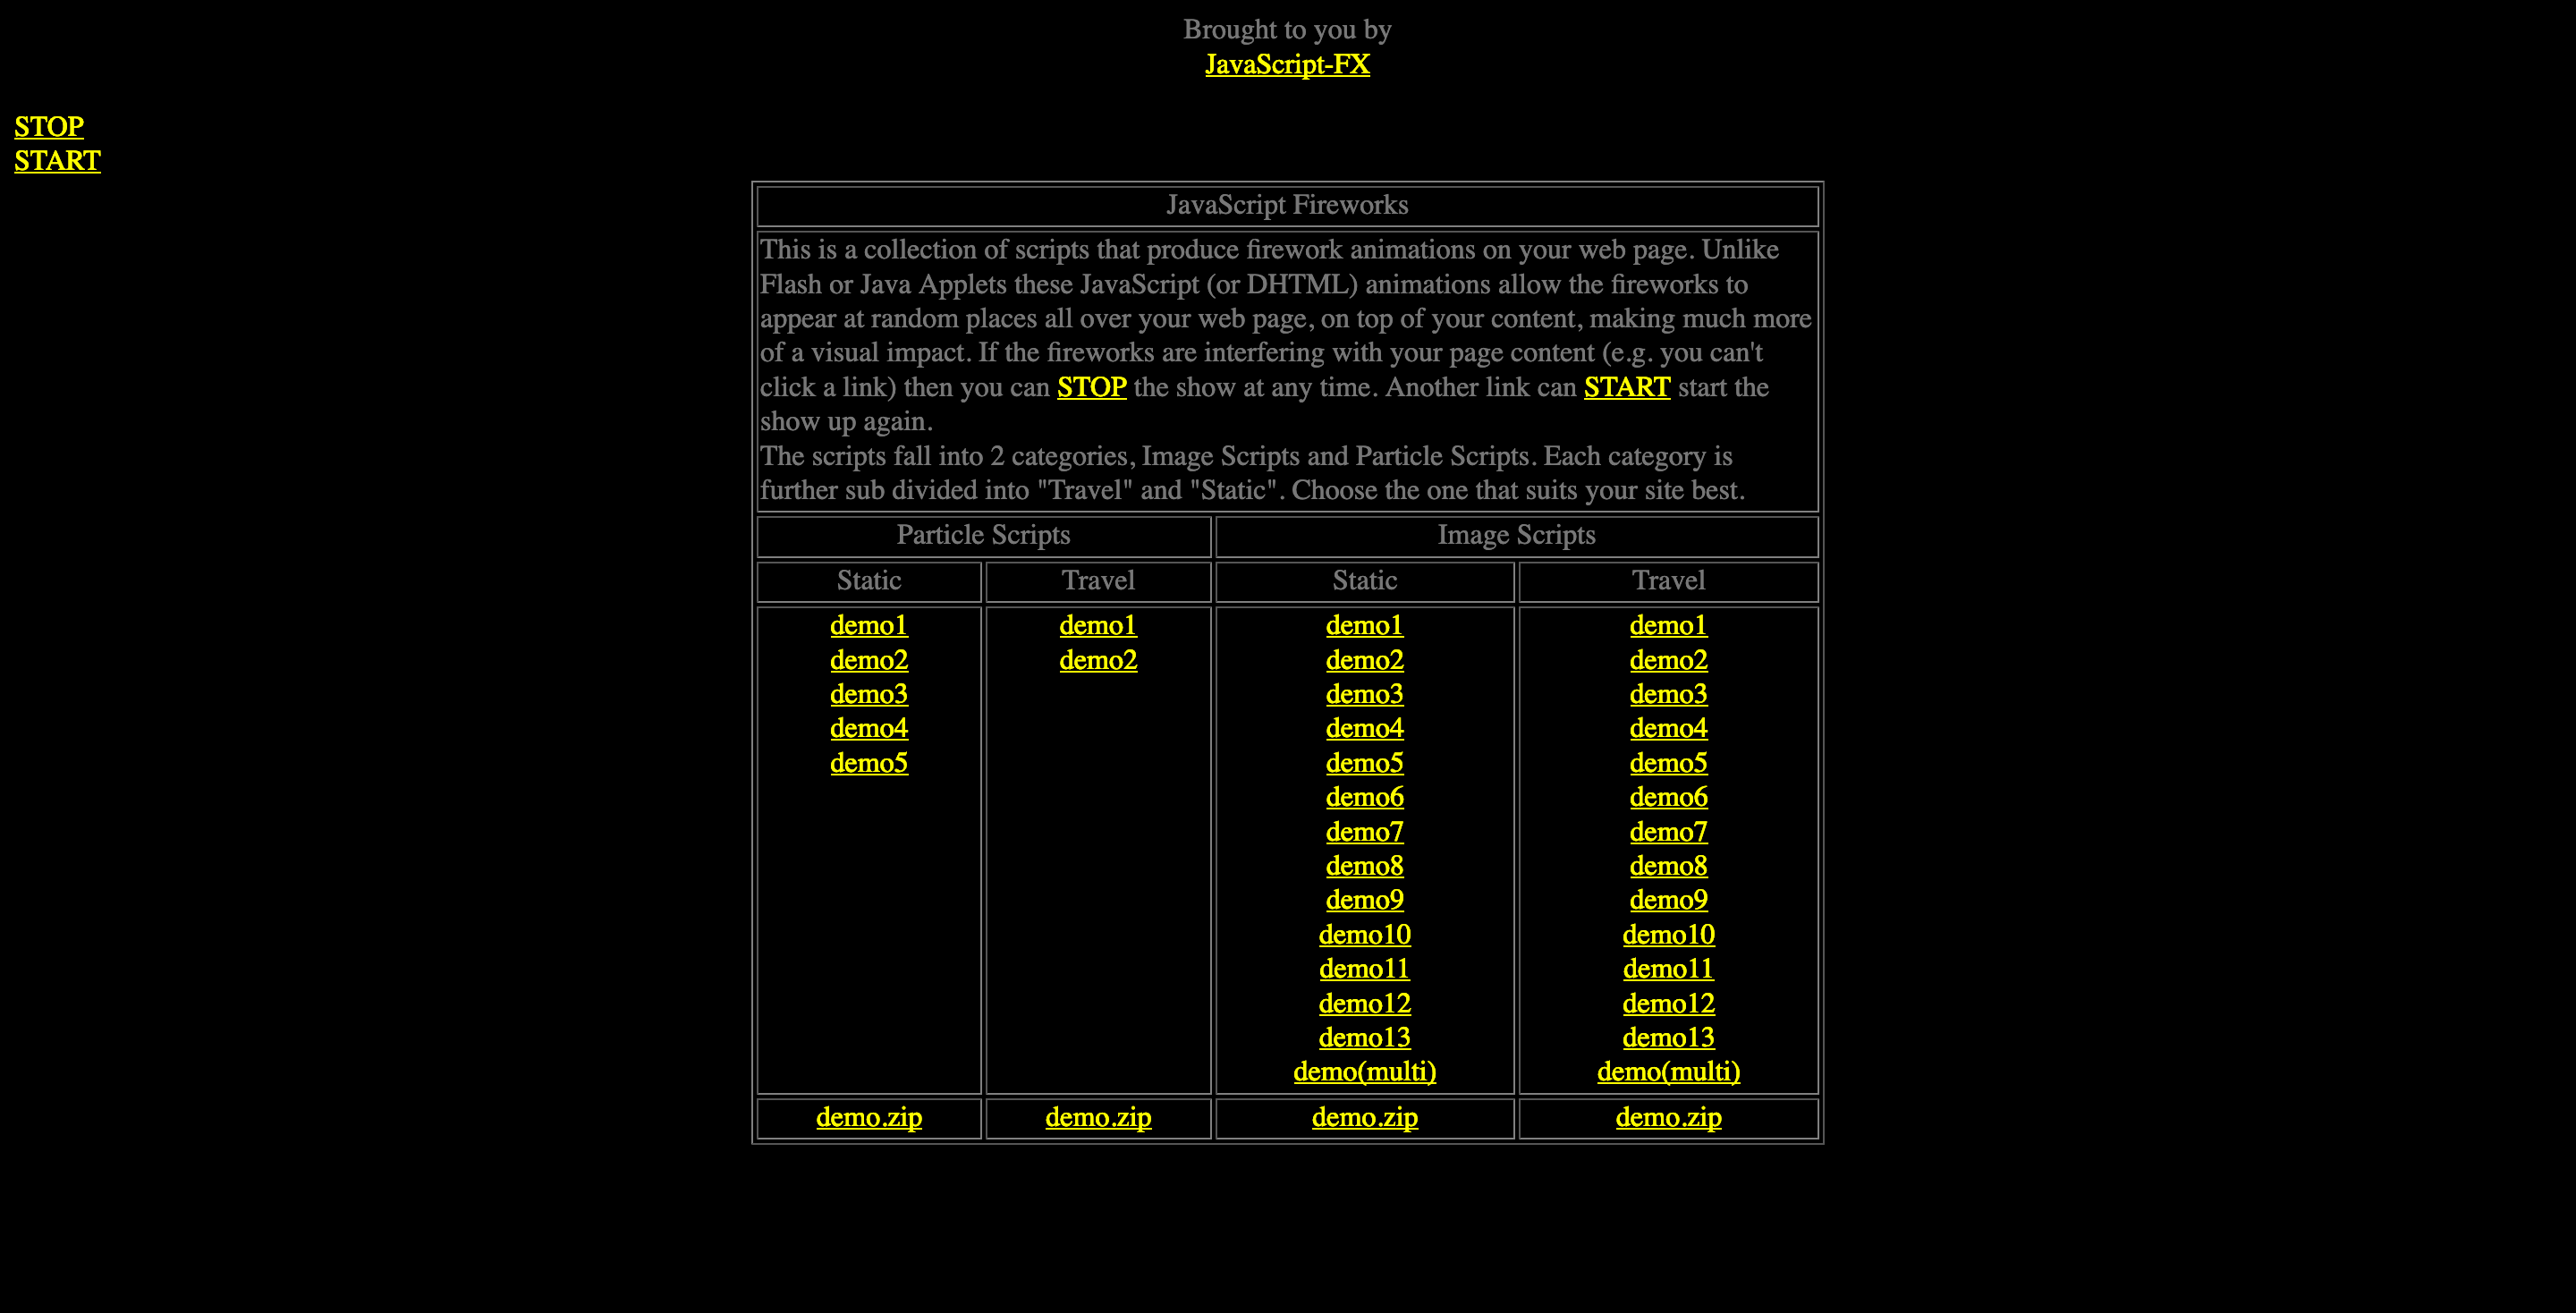 Brought to you by
JavaScript-FX
STOP
START
JavaScript Fireworks
This is a collection of scripts that produce firework animations on your web page. Unlike
Flash or Java Applets these JavaScript (or DHTML) animations allow the fireworks to
appear at random places all over your web page, on top of your content, making much more
of a visual impact. If the fireworks are interfering with your page content (e.g. you can't
click a link) then you can STOP the show at any time. Another link can START start the
show up again.
The scripts fall into 2 categories, Image Scripts and Particle Scripts. Each category is
further sub divided into "Travel" and "Static". Choose the one that suits your site best.
Particle Scripts Image Scripts
Static Travel Static Travel
demo1 demo1 demo1 demo1
demo2 demo2 demo2 demo2
demo3 demo3 demo3
demo4 demo4 demo4
demo5 demo5 demo5
demo6 demo6
demo7 demo7
demo8 demo8
demo9 demo9
demo10 demo10
demo11 demo11
demo12 demo12
demo13 demo13
demo(multi) demo(multi)
demo.zip demo.zip demo.zip demo.zip